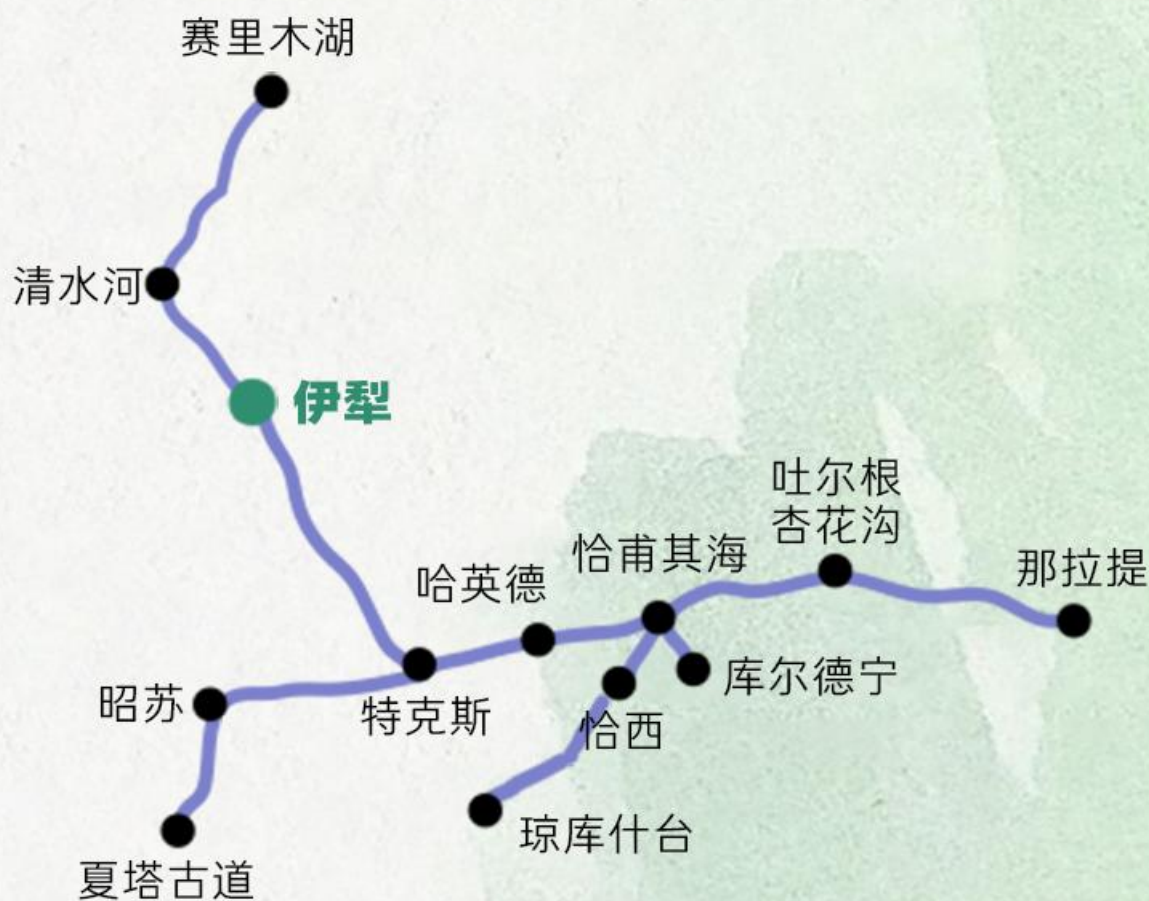 赛里木湖
清水河
伊犁
吐尔根
杏花沟
恰甫其海
那拉提
哈英德
库尔德宁
昭苏
特克斯
恰西
琼库什台
夏塔古道